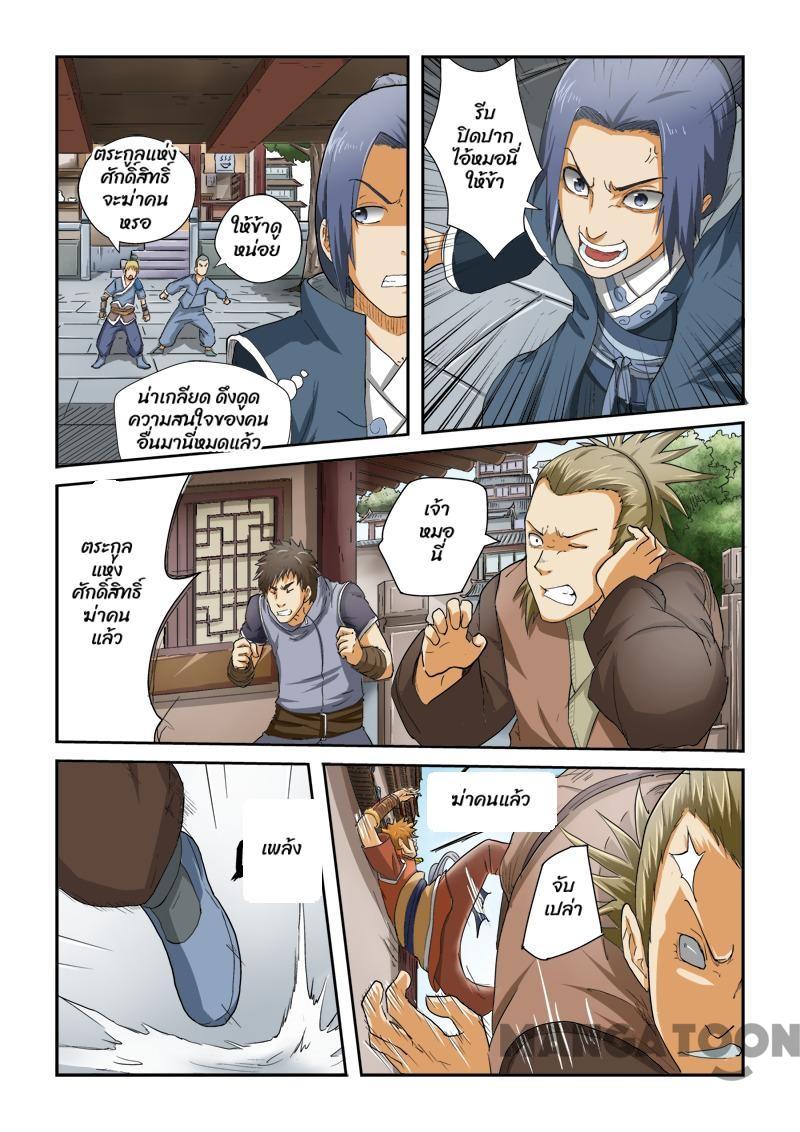 ตระกูลแห่ง
ศักดิ์สิทธิ์
จะฆ่าคน
หรอ
ให้ข้าดู
หน่อย
น่าเกลียด ดึงดูด
ความสนใจของคน
อื่นมานี่หมดแล้ว
รีบ
ปิดปาก
ไอ้หมอนี่
ให้ข้า
ตระกูล
แห่ง
ศักดิ์สิทธิ์
ฆ่าคน
แล้ว
เจ้า
หมอ
นี่
เพล้ง
ฆ่าคนแล้ว
จับ
เปล่า
MANGATOON